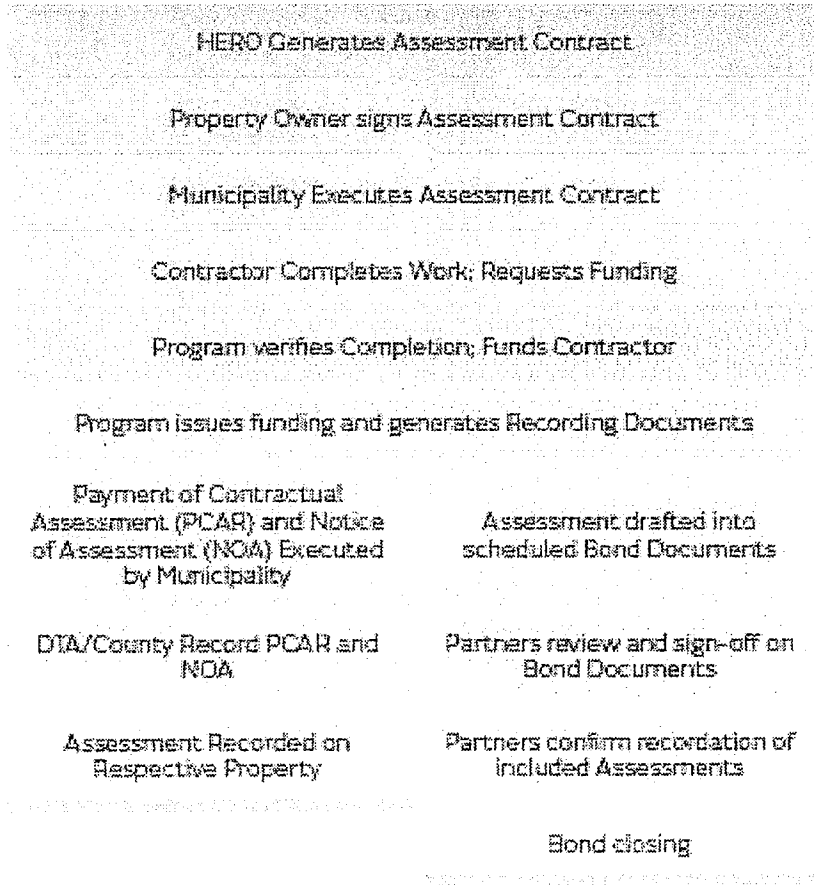 HERO Generates Assessment Contract
Property Owner signs Assessment Contract
Municipality Executes Assessment Contract
Contractor Completes Work; Requests Funding
Program verifies Completion; Funds Contractor
Program issues funding and generates Recording Documents
Payment of Contractual
Assessment (PCAR) and Notice
of Assessment (NOA) Executed
by Municipality
DTA/County Record PCAR and
NOA
Assessment Recorded on
Respective Property
Assessment drafted into
scheduled Bond Documents
Partners review and sign-off on
Bond Documents
Partners confirm recordation of
included Assessments
Bond closing